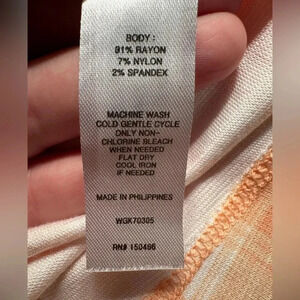 BODY :
91% RAYON
7% NYLON
2% SPANDEX
MACHINE WASH
COLD GENTLE CYCLE
ONLY NON-
CHLORINE BLEACH
WHEN NEEDED
FLAT DRY
COOL IRON
IF NEEDED
MADE IN PHILIPPINES
WGK70305
RN# 150496